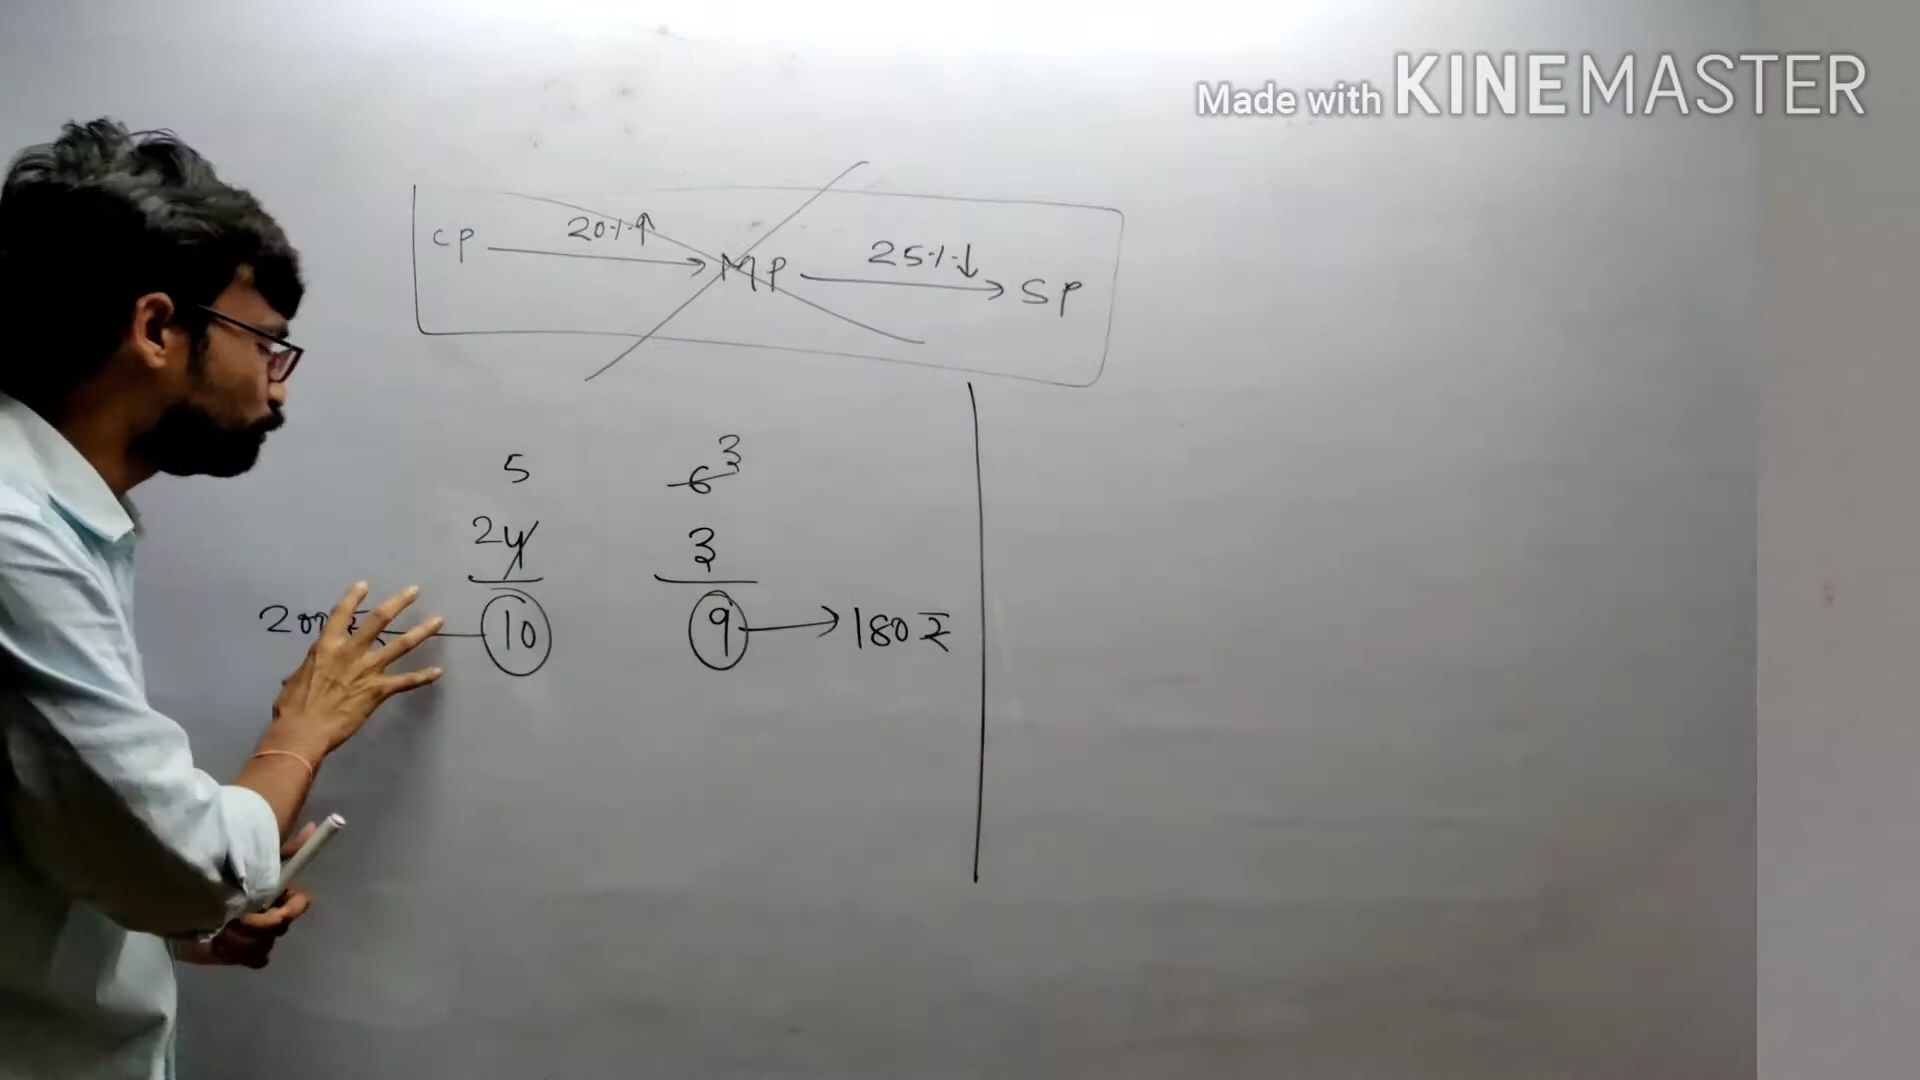 Made with KINEMASTER
CP 20%↑ MP 25%↓ SP
5 6 3
2 4 3
10 9 180 रु